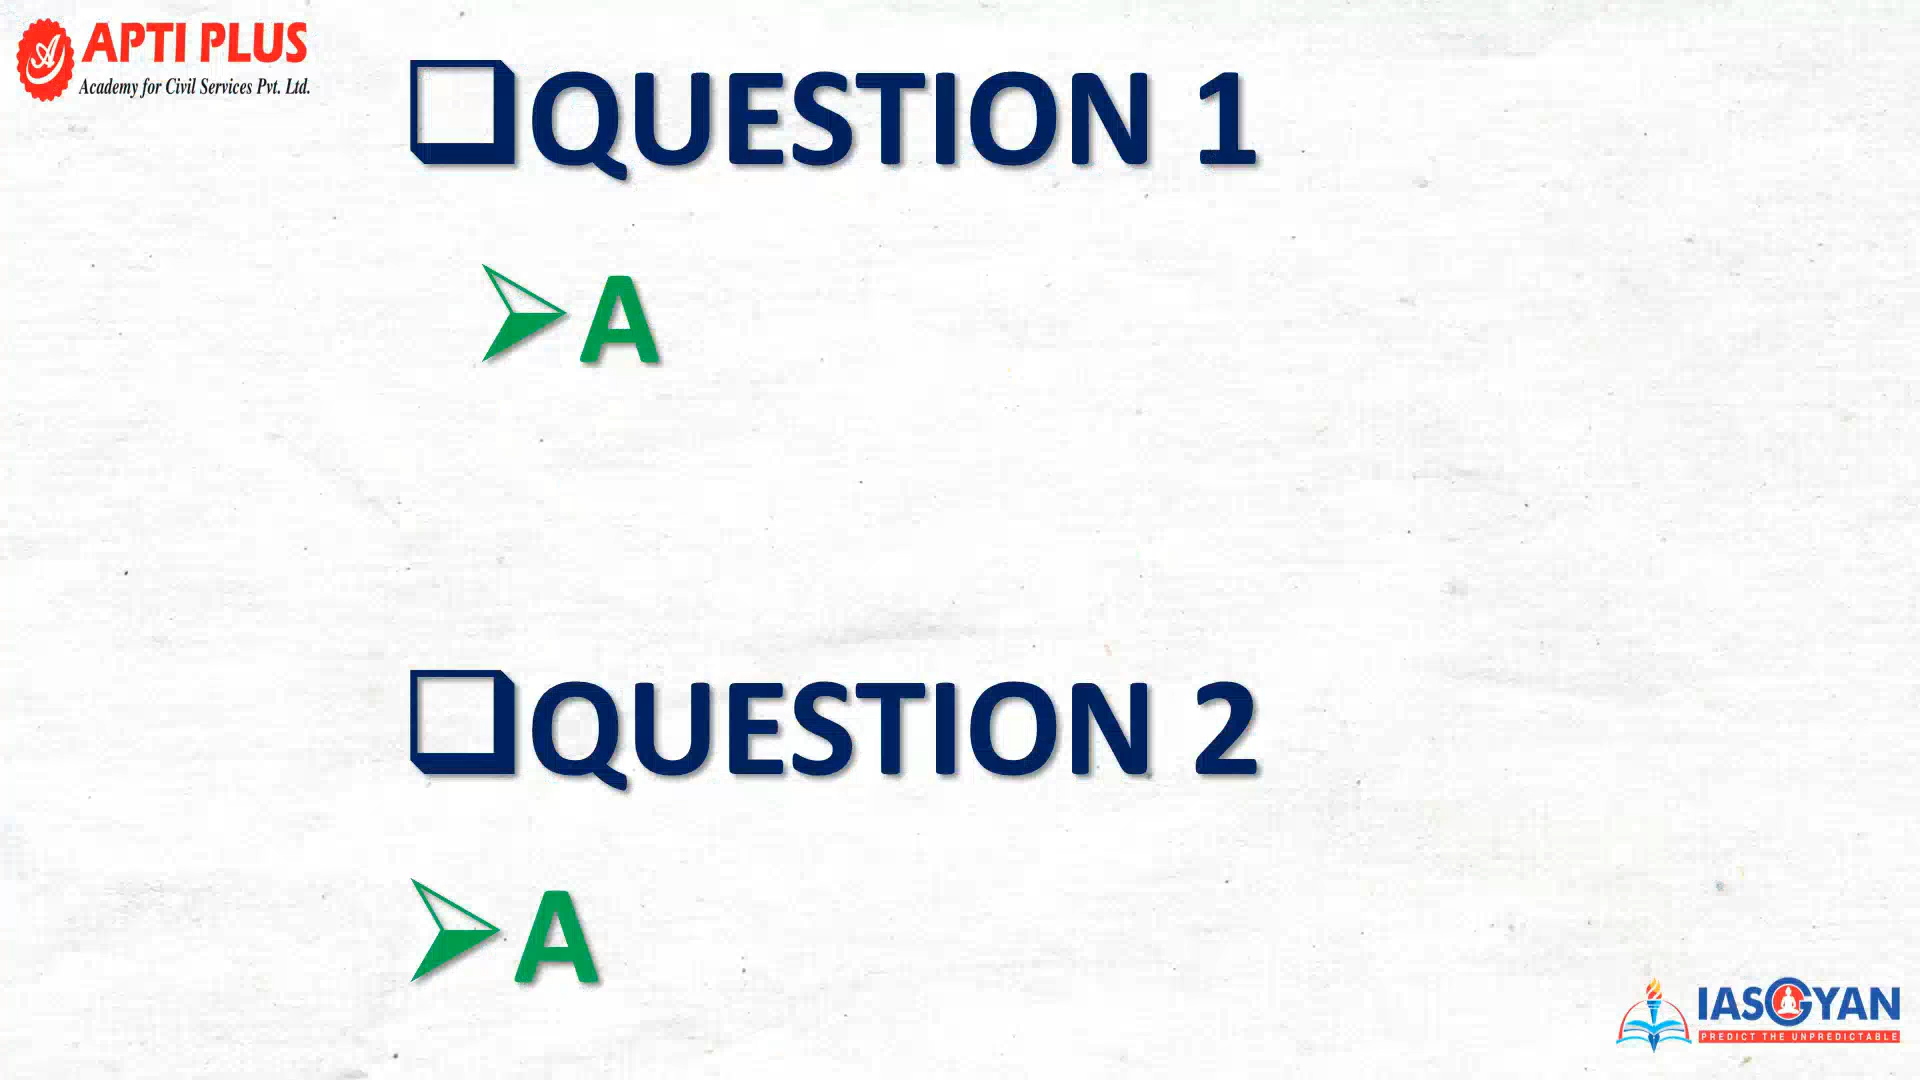 APTI PLUS
Academy for Civil Services Pvt. Ltd.
QUESTION 1
A
QUESTION 2
A
IASGYAN
PREDICT THE UNPREDICTABLE